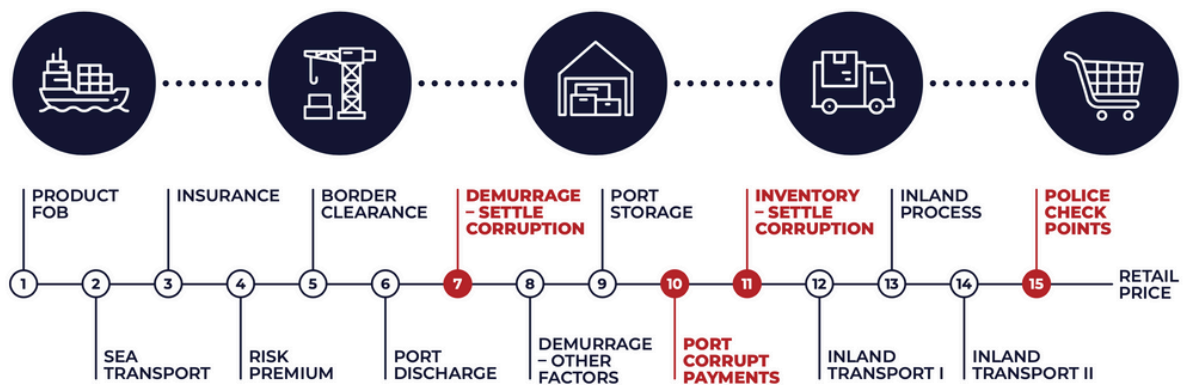 PRODUCT
FOB
INSURANCE
BORDER
CLEARANCE
DEMURRAGE
– SETTLE
CORRUPTION
PORT
STORAGE
INVENTORY
– SETTLE
CORRUPTION
INLAND
PROCESS
POLICE
CHECK
POINTS
1
2
3
4
5
6
7
8
9
10
11
12
13
14
15
RETAIL
PRICE
SEA
TRANSPORT
RISK
PREMIUM
PORT
DISCHARGE
DEMURRAGE
– OTHER
FACTORS
PORT
CORRUPT
PAYMENTS
INLAND
TRANSPORT I
INLAND
TRANSPORT II